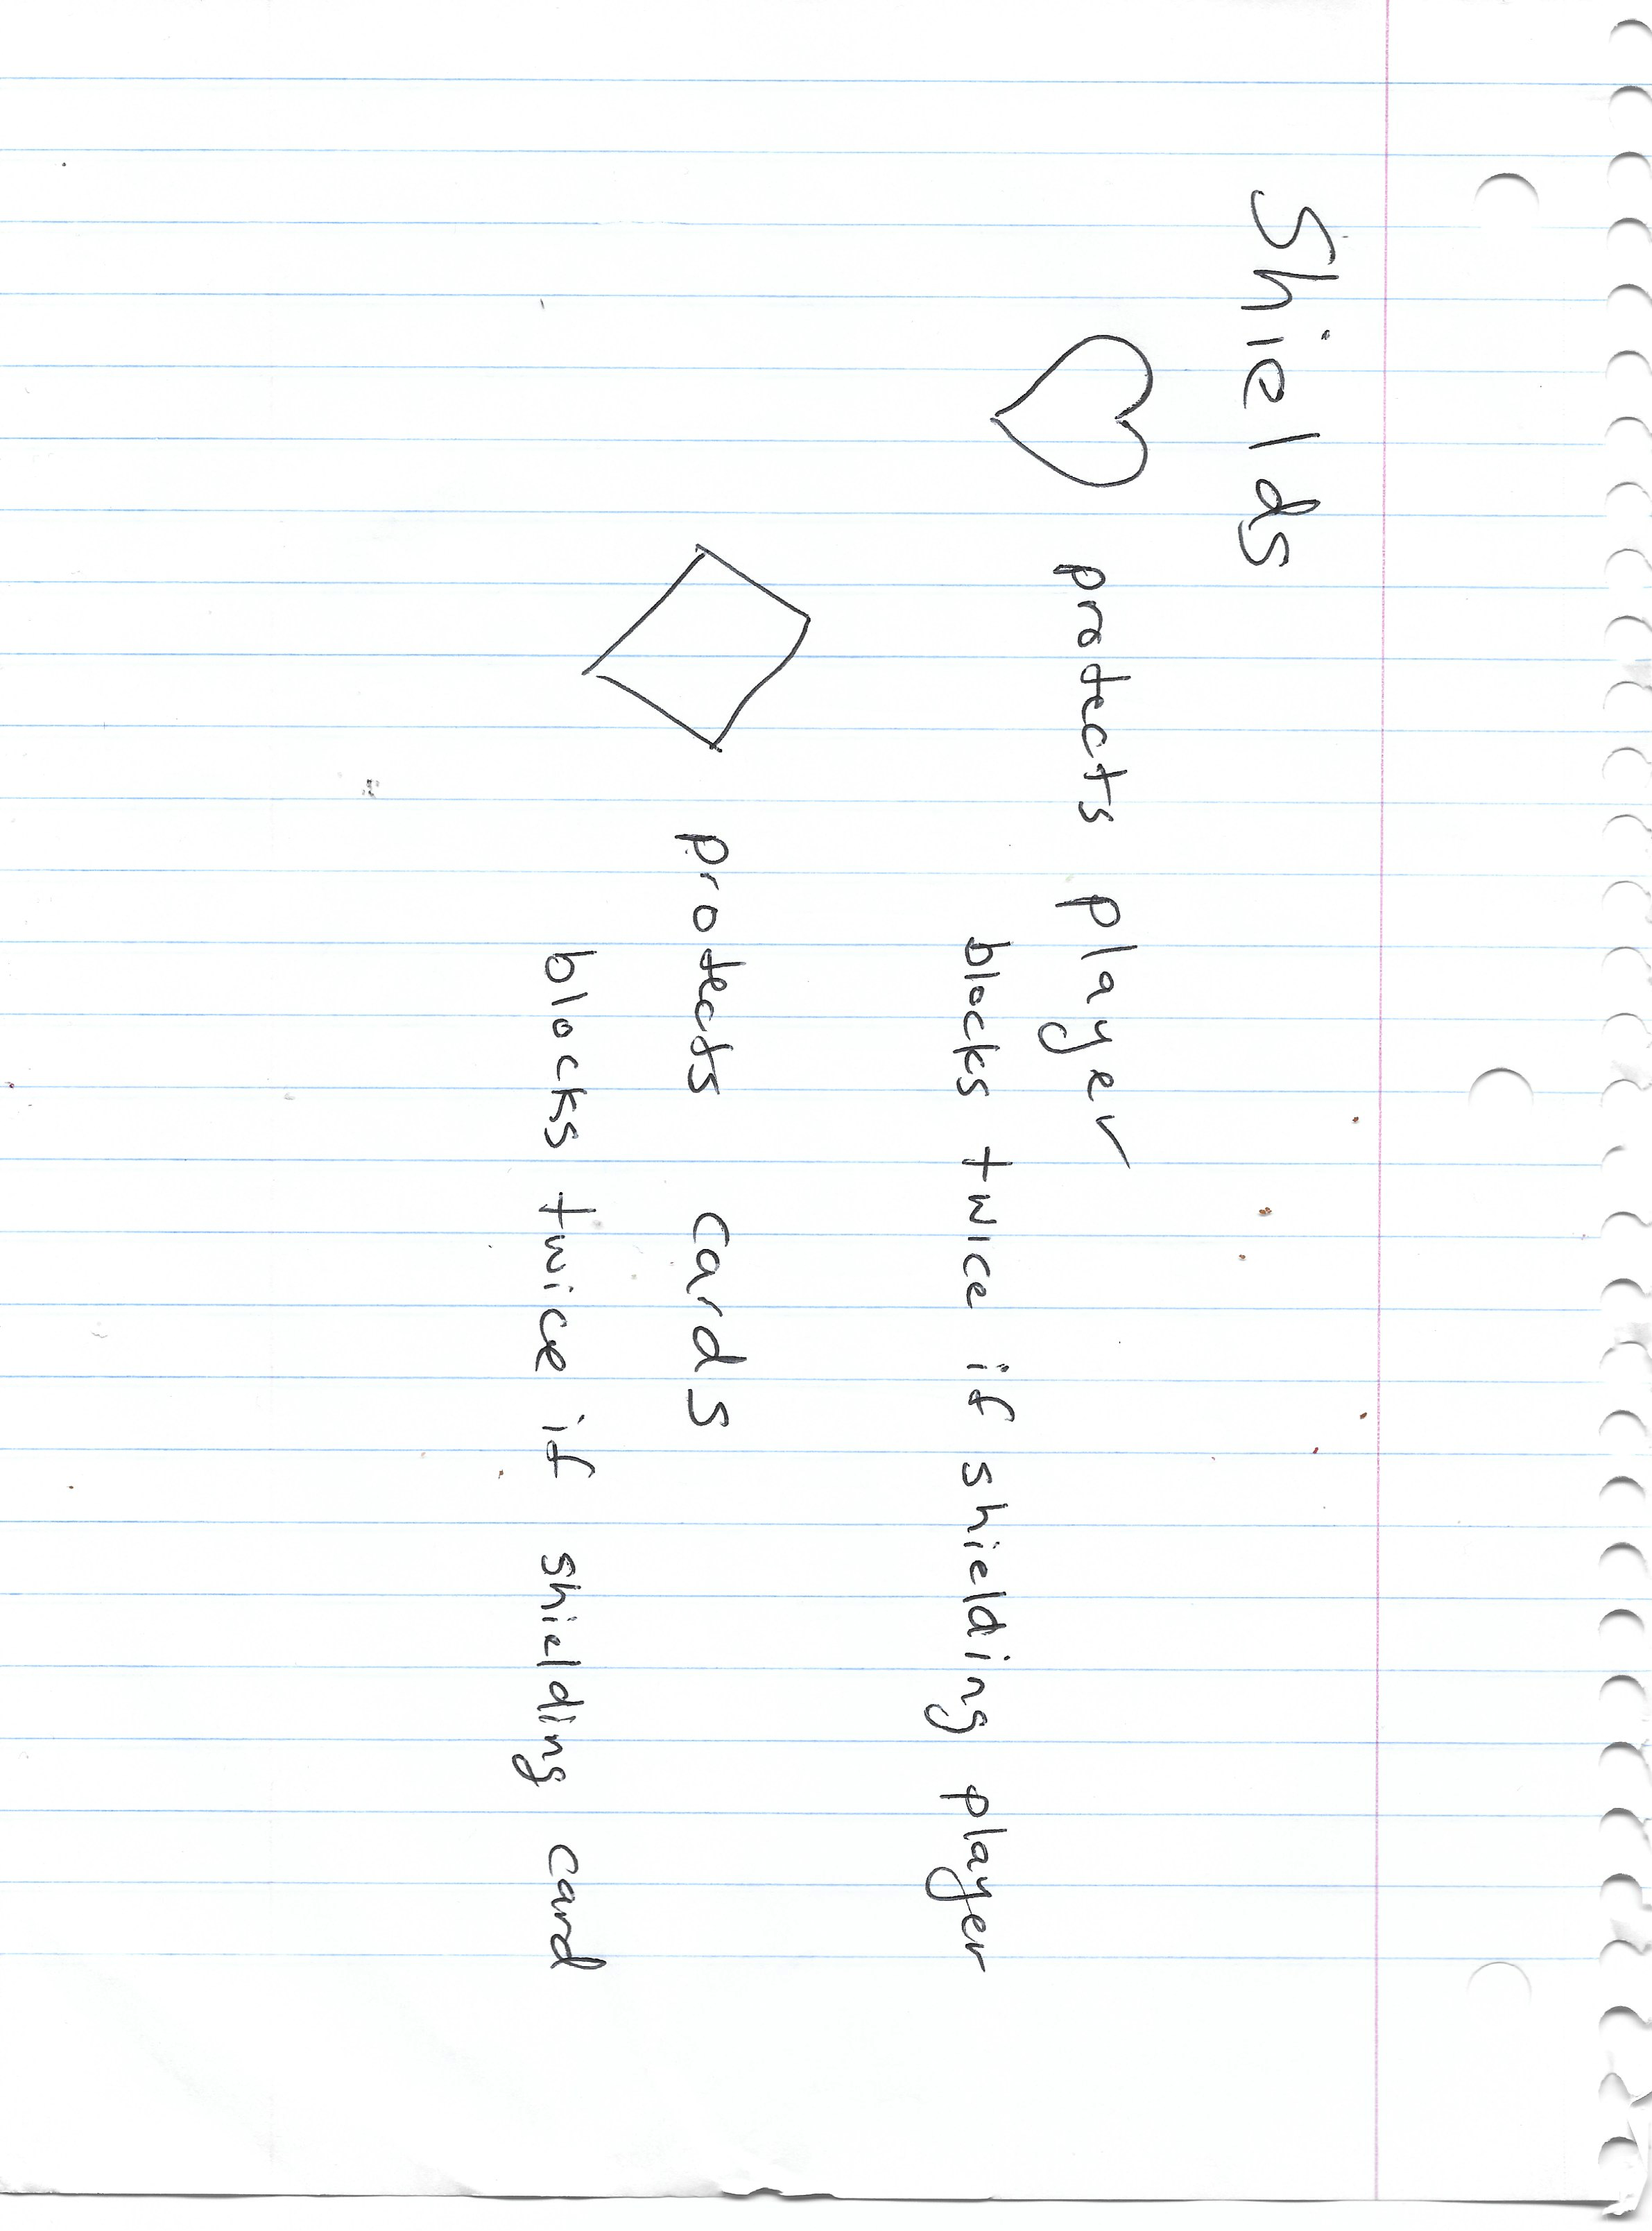 Shields
protects player
blocks twice if shielding player
protects cards
blocks twice if shielding card